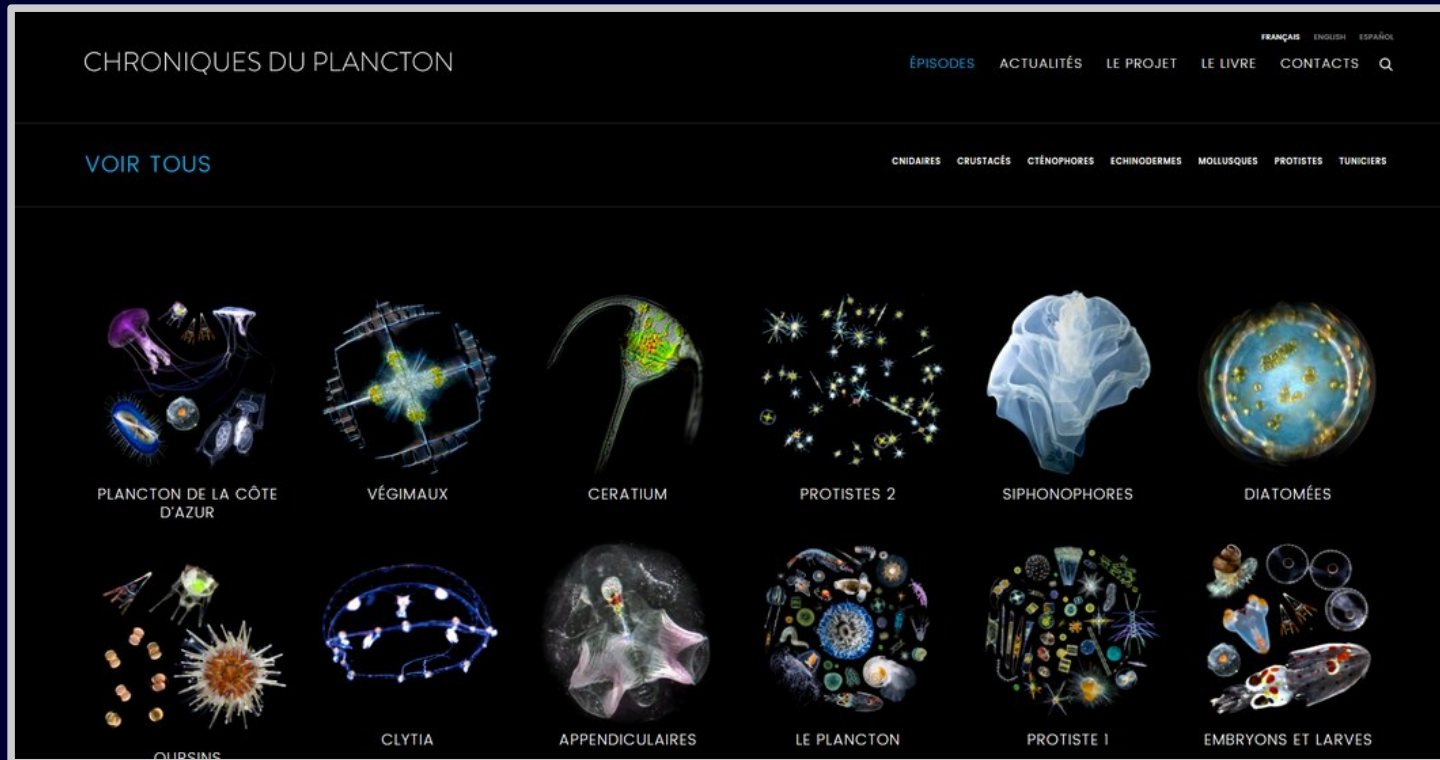 FRANÇAIS ENGLISH ESPAÑOL
CHRONIQUES DU PLANCTON
ÉPISODES ACTUALITÉS LE PROJET LE LIVRE CONTACTS
VOIR TOUS
CNIDAIRES CRUSTACÉS CTÉNOPHORES ECHINODERMES MOLLUSQUES PROTISTES TUNICIERS
PLANCTON DE LA CÔTE
D'AZUR
VÉGIMAUX
CERATIUM
PROTISTES 2
SIPHONOPHORES
DIATOMÉES
OURSINS
CLYTIA
APPENDICULAIRES
LE PLANCTON
PROTISTE 1
EMBRYONS ET LARVES